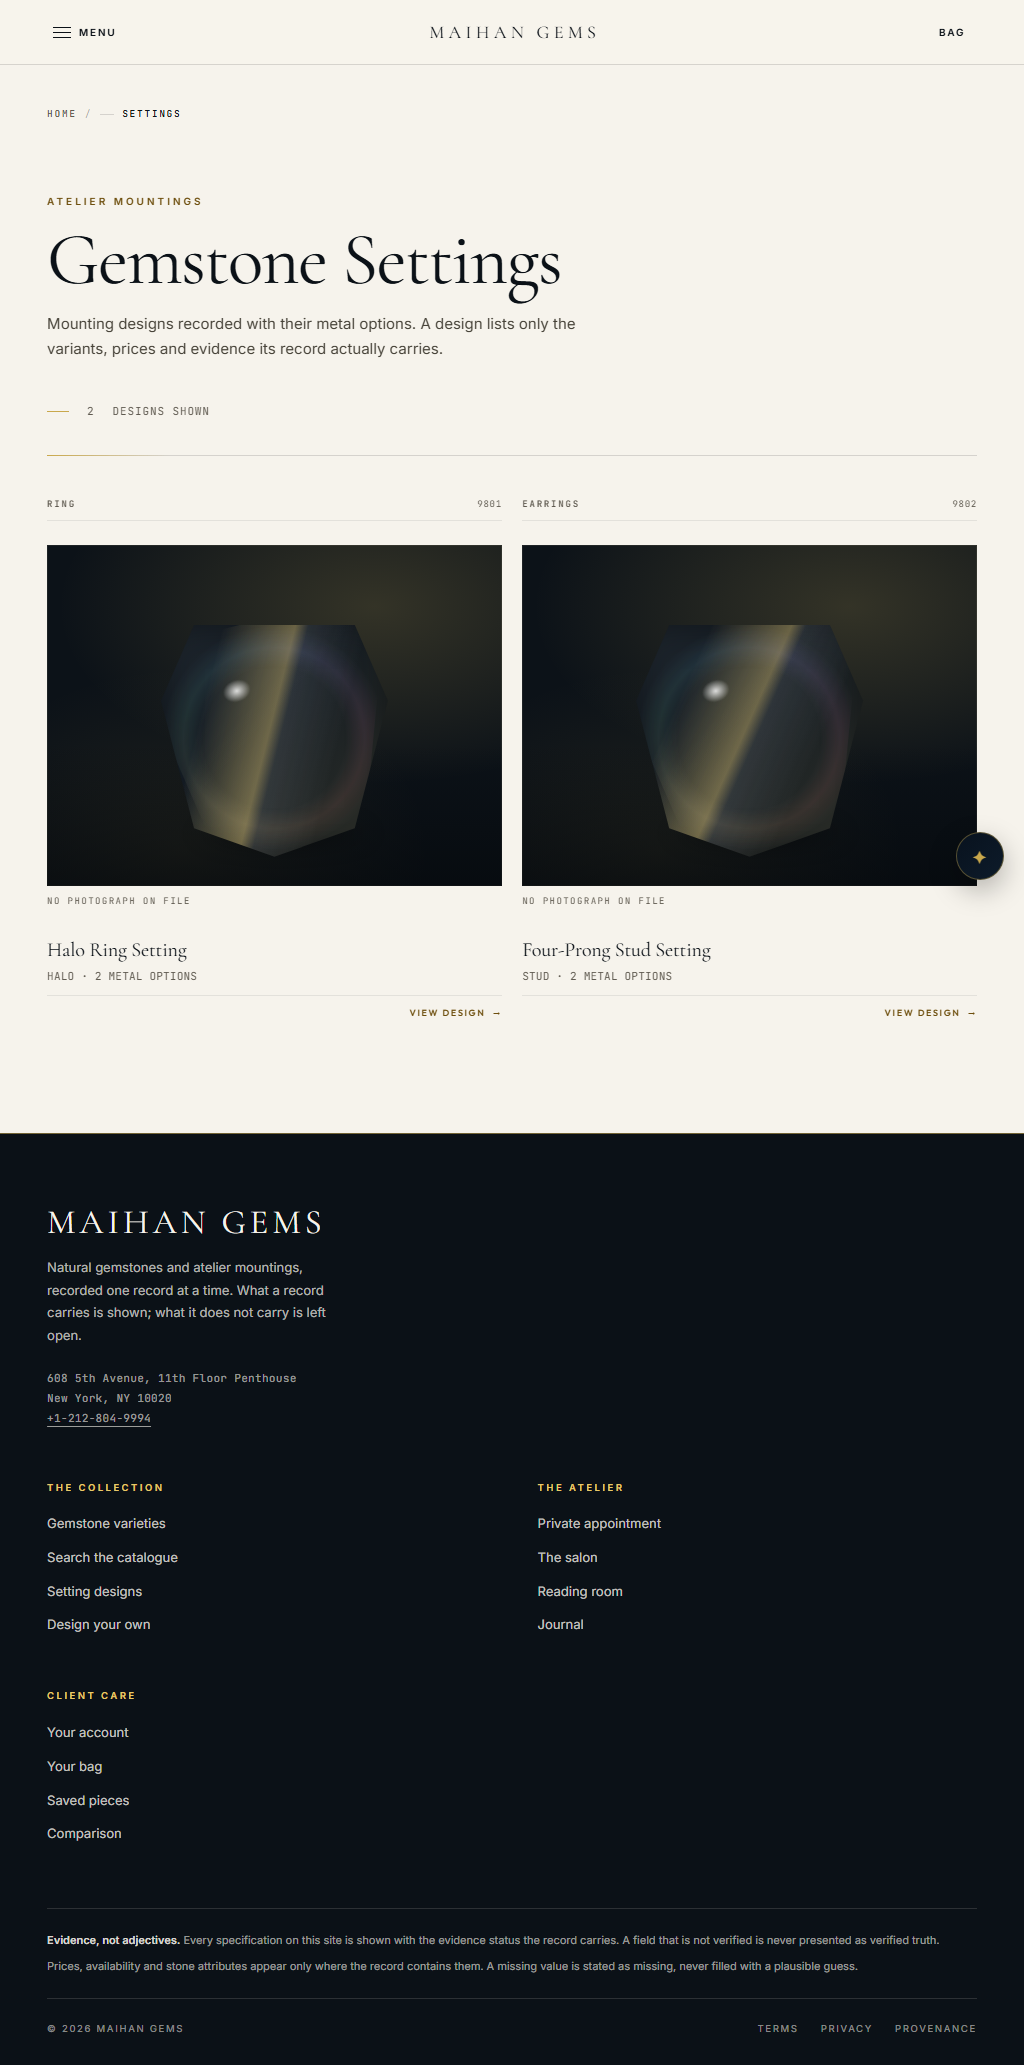 MENU
MAIHAN GEMS
BAG
HOME / — SETTINGS
ATELIER MOUNTINGS
Gemstone Settings
Mounting designs recorded with their metal options. A design lists only the
variants, prices and evidence its record actually carries.
2 DESIGNS SHOWN
RING 9801
EARRINGS 9802
NO PHOTOGRAPH ON FILE
NO PHOTOGRAPH ON FILE
Halo Ring Setting
HALO · 2 METAL OPTIONS
VIEW DESIGN →
Four-Prong Stud Setting
STUD · 2 METAL OPTIONS
VIEW DESIGN →
MAIHAN GEMS
Natural gemstones and atelier mountings,
recorded one record at a time. What a record
carries is shown; what it does not carry is left
open.
608 5th Avenue, 11th Floor Penthouse
New York, NY 10020
+1-212-804-9994
THE COLLECTION
Gemstone varieties
Search the catalogue
Setting designs
Design your own
THE ATELIER
Private appointment
The salon
Reading room
Journal
CLIENT CARE
Your account
Your bag
Saved pieces
Comparison
Evidence, not adjectives. Every specification on this site is shown with the evidence status the record carries. A field that is not verified is never presented as verified truth.
Prices, availability and stone attributes appear only where the record contains them. A missing value is stated as missing, never filled with a plausible guess.
© 2026 MAIHAN GEMS
TERMS PRIVACY PROVENANCE